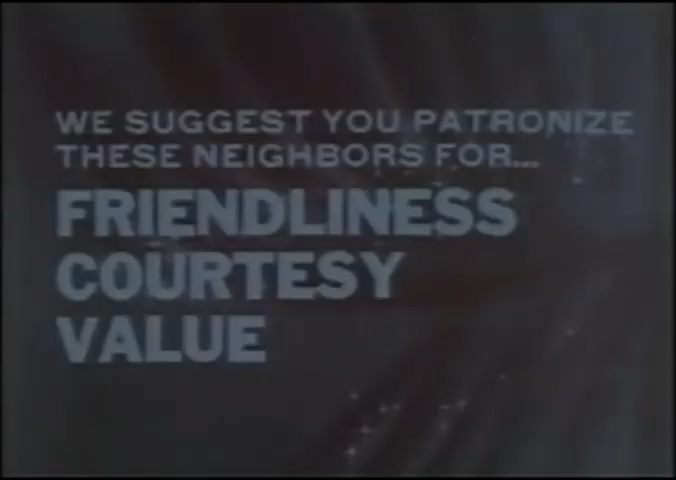 WE SUGGEST YOU PATRONIZE
THESE NEIGHBORS FOR...
FRIENDLINESS
COURTESY
VALUE